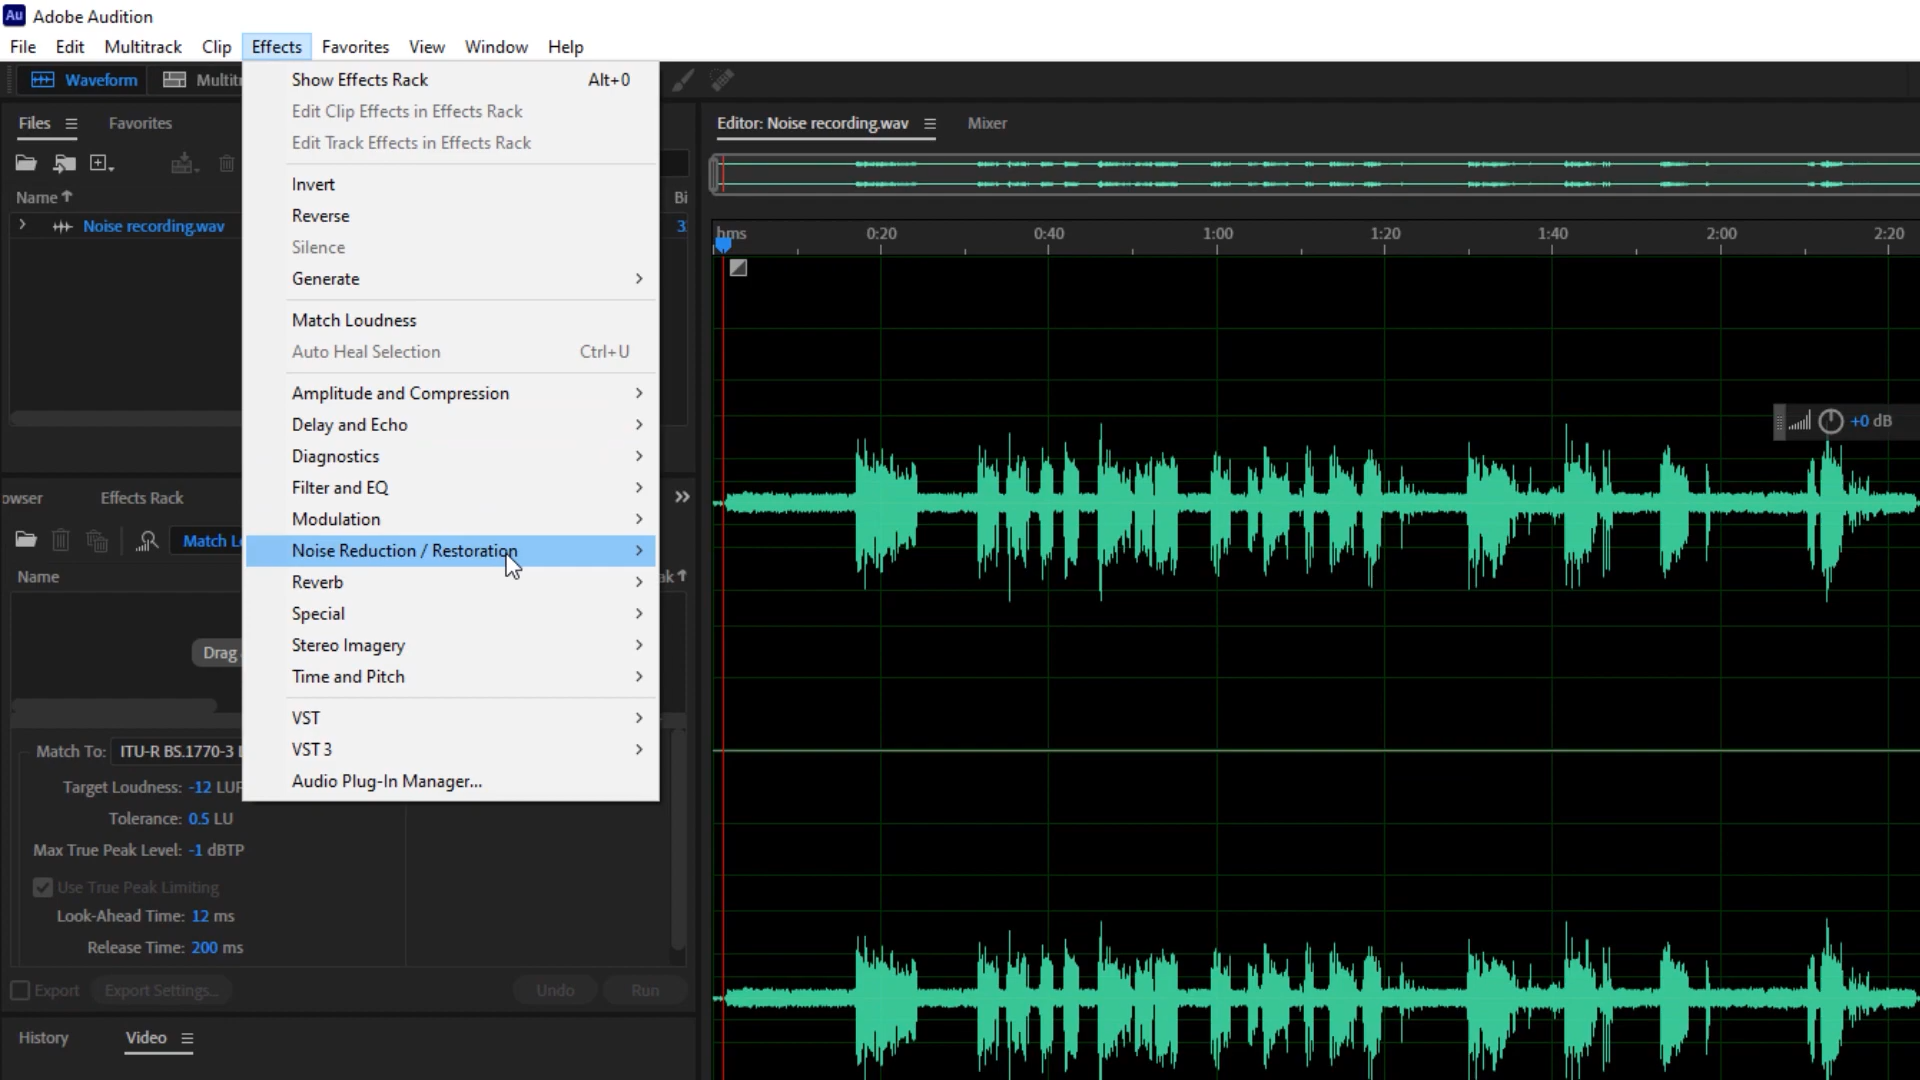 Au Adobe Audition
File Edit Multitrack Clip Effects Favorites View Window Help
Waveform
Show Effects Rack Alt+0
Edit Clip Effects in Effects Rack
Edit Track Effects in Effects Rack
Invert
Reverse
Silence
Generate
Match Loudness
Auto Heal Selection Ctrl+U
Amplitude and Compression
Delay and Echo
Diagnostics
Filter and EQ
Modulation
Noise Reduction / Restoration
Reverb
Special
Stereo Imagery
Time and Pitch
VST
VST 3
Audio Plug-In Manager...
Files Favorites
Name
Noise recording.wav
Effects Rack
Match
Name
Drag
Match To: ITU-R BS.1770-3
Target Loudness: -12
Tolerance: 0.5 LU
Max True Peak Level: -1 dBTP
Use True Peak Limiting
Look-Ahead Time: 12 ms
Release Time: 200 ms
Export Export Settings... Undo Run
History Video
Editor: Noise recording.wav Mixer
hms 0:20 0:40 1:00 1:20 1:40 2:00 2:20
+0 dB